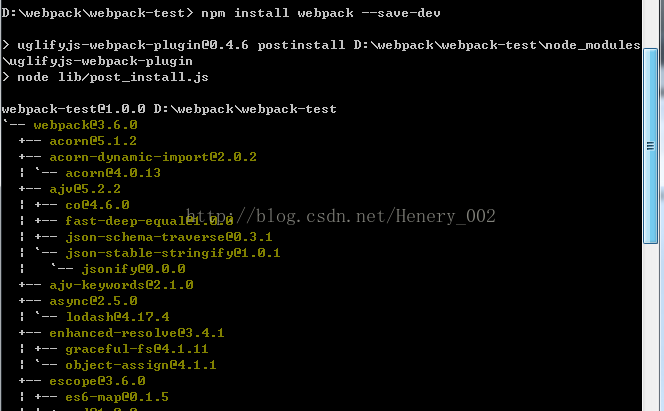 D:\webpack\webpack-test> npm install webpack --save-dev
> uglifyjs-webpack-plugin@0.4.6 postinstall D:\webpack\webpack-test\node_modules
\uglifyjs-webpack-plugin
> node lib/post_install.js
webpack-test@1.0.0 D:\webpack\webpack-test
`-- webpack@3.6.0
  +-- acorn@5.1.2
  +-- acorn-dynamic-import@2.0.2
  | `-- acorn@4.0.13
  +-- ajv@5.2.2
  | +-- co@4.6.0
  | +-- fast-deep-equal@1.0.0
  | +-- json-schema-traverse@0.3.1
  | `-- json-stable-stringify@1.0.1
  |   `-- jsonify@0.0.0
  +-- ajv-keywords@2.1.0
  +-- async@2.5.0
  | `-- lodash@4.17.4
  +-- enhanced-resolve@3.4.1
  | +-- graceful-fs@4.1.11
  | `-- object-assign@4.1.1
  +-- escope@3.6.0
  | +-- es6-map@0.1.5
http://blog.csdn.net/Henery_002